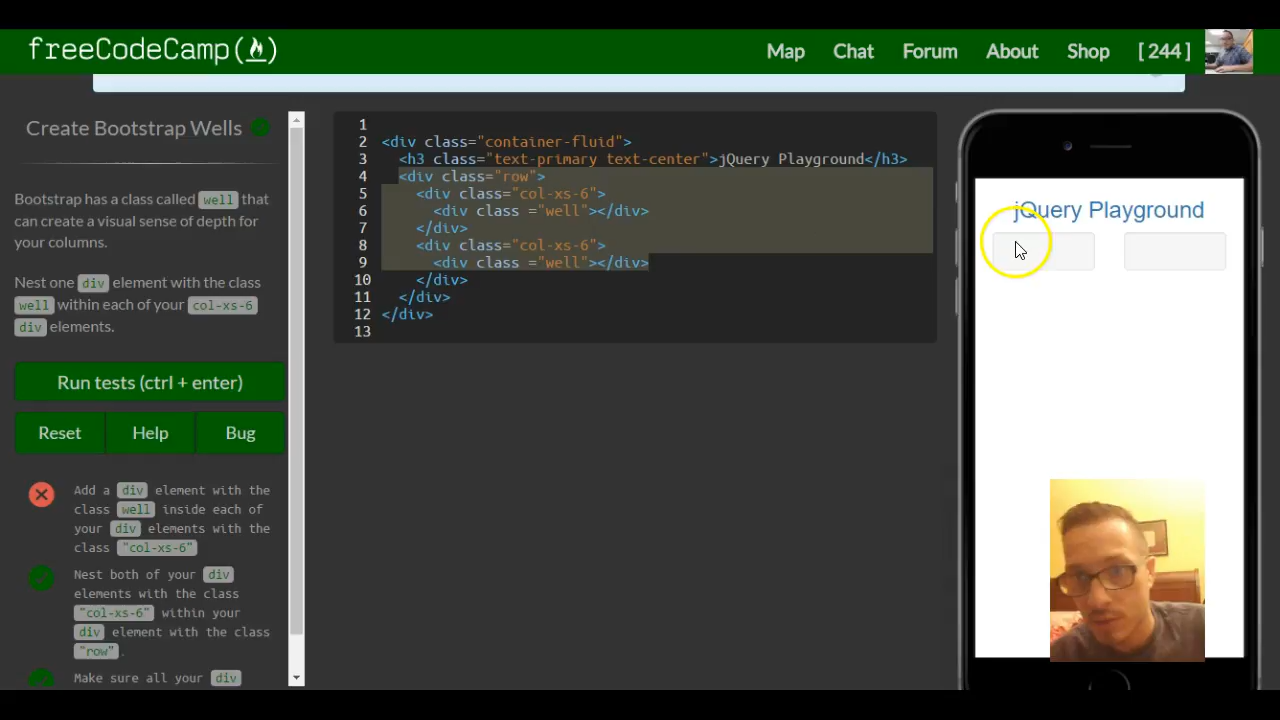 freeCodeCamp(🔥)
Map Chat Forum About Shop [ 244 ]
Create Bootstrap Wells
Bootstrap has a class called well that
can create a visual sense of depth for
your columns.
Nest one div element with the class
well within each of your col-xs-6
div elements.
Run tests (ctrl + enter)
Reset Help Bug
Add a div element with the
class well inside each of
your div elements with the
class "col-xs-6"
Nest both of your div
elements with the class
"col-xs-6" within your
div element with the class
"row".
Make sure all your div
1
2 <div class="container-fluid">
3 <h3 class="text-primary text-center">jQuery Playground</h3>
4 <div class="row">
5 <div class="col-xs-6">
6 <div class ="well"></div>
7 </div>
8 <div class="col-xs-6">
9 <div class ="well"></div>
10 </div>
11 </div>
12 </div>
13
jQuery Playground